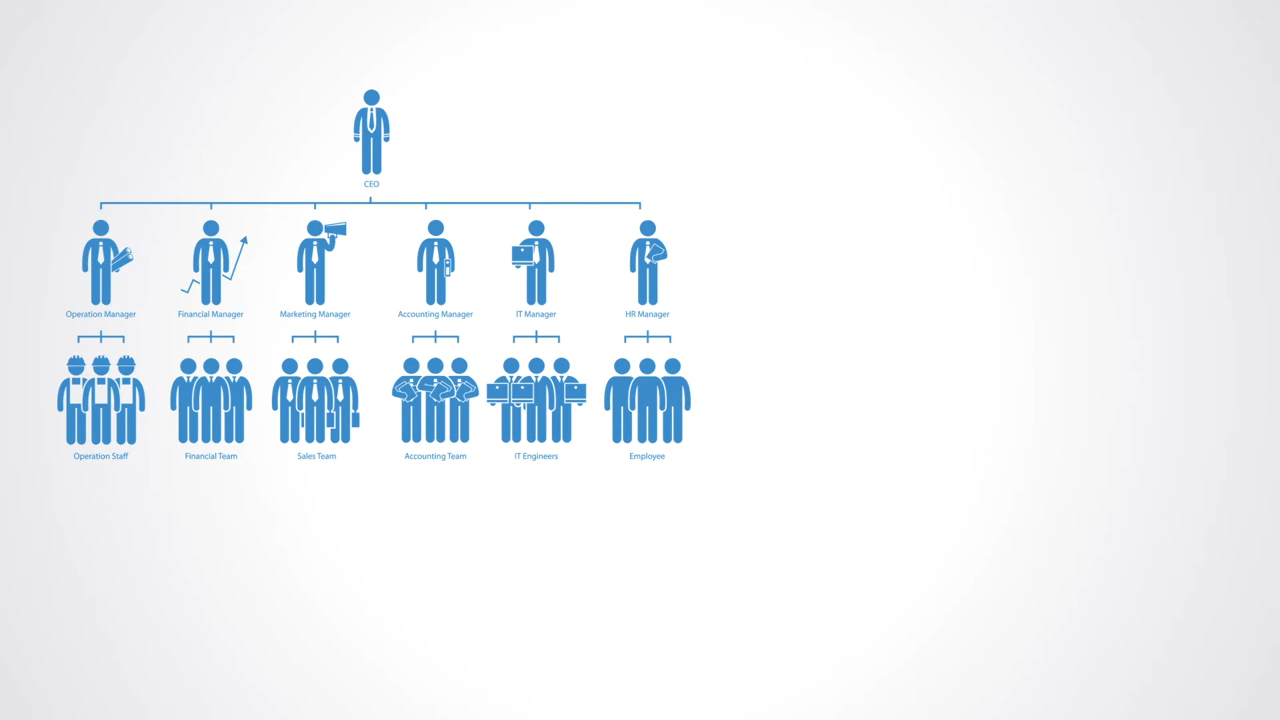 CEO
Operation Manager
Financial Manager
Marketing Manager
Accounting Manager
IT Manager
HR Manager
Operation Staff
Financial Team
Sales Team
Accounting Team
IT Engineers
Employee